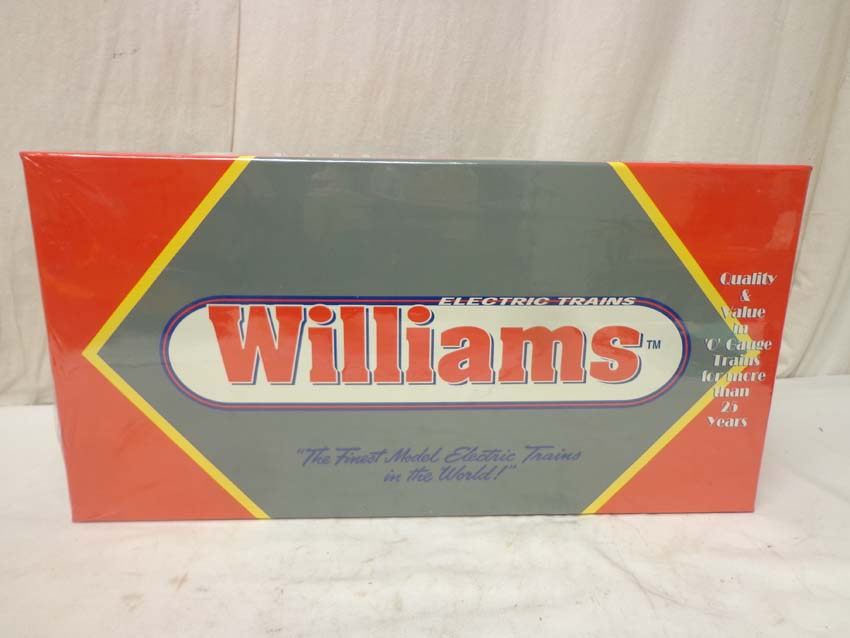 ELECTRIC TRAINS
Williams™
"The Finest Model Electric Trains
in the World!"
Quality
&
Value
in
'O' Gauge
Trains
for more
than
25
Years